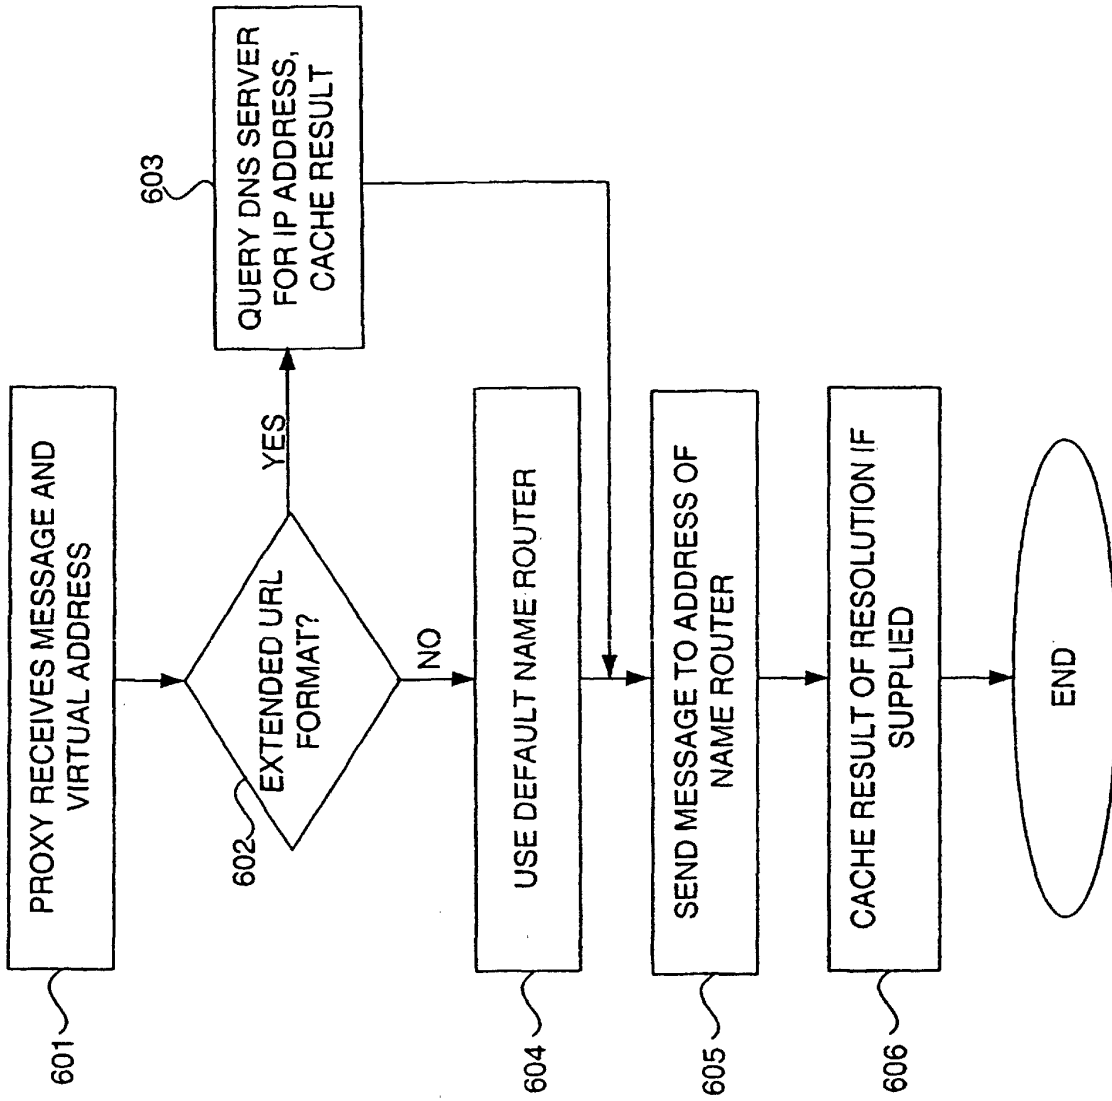 601
PROXY RECEIVES MESSAGE AND
VIRTUAL ADDRESS
602
EXTENDED URL
FORMAT?
YES
603
QUERY DNS SERVER
FOR IP ADDRESS,
CACHE RESULT
NO
604
USE DEFAULT NAME ROUTER
605
SEND MESSAGE TO ADDRESS OF
NAME ROUTER
606
CACHE RESULT OF RESOLUTION IF
SUPPLIED
END